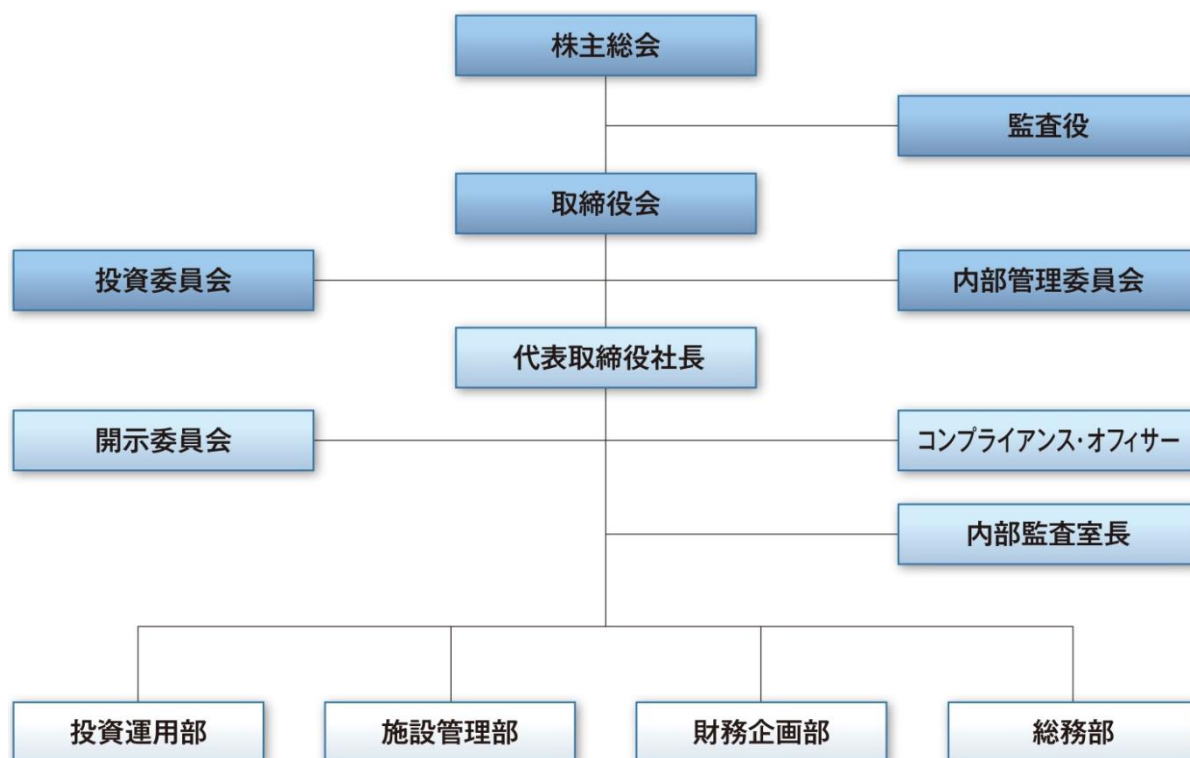 株主総会
監査役
取締役会
投資委員会
内部管理委員会
代表取締役社長
開示委員会
コンプライアンス・オフィサー
内部監査室長
投資運用部
施設管理部
財務企画部
総務部